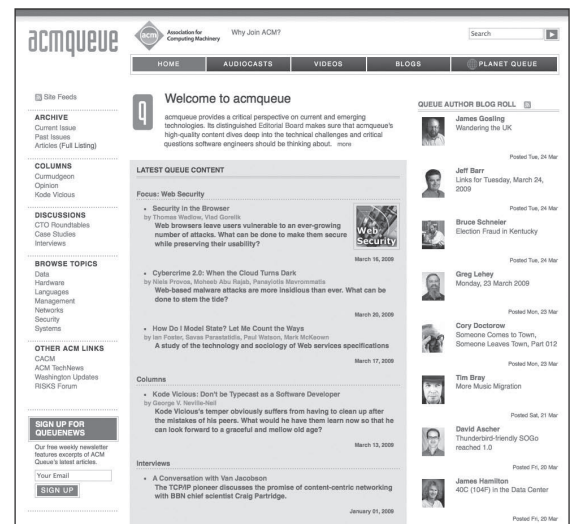 acmqueue
acm
Association for
Computing Machinery
Why Join ACM?
Search
HOME
AUDIOCASTS
VIDEOS
BLOGS
PLANET QUEUE
Site Feeds
ARCHIVE
Current Issue
Past Issues
Articles (Full Listing)
COLUMNS
Curmudgeon
Opinion
Kode Vicious
DISCUSSIONS
CTO Roundtables
Case Studies
Interviews
BROWSE TOPICS
Data
Hardware
Languages
Management
Networks
Security
Systems
OTHER ACM LINKS
CACM
ACM TechNews
Washington Updates
RISKS Forum
SIGN UP FOR
QUEUENEWS
Our free weekly newsletter
features excerpts of ACM
Queue's latest articles.
Your Email
SIGN UP
q
Welcome to acmqueue
acmqueue provides a critical perspective on current and emerging
technologies. Its distinguished Editorial Board makes sure that acmqueue's
high-quality content dives deep into the technical challenges and critical
questions software engineers should be thinking about. more
LATEST QUEUE CONTENT
Focus: Web Security
• Security in the Browser
by Thomas Wadlow, Vlad Gorelik
Web browsers leave users vulnerable to an ever-growing
number of attacks. What can be done to make them secure
while preserving their usability?
Web
Security
March 16, 2009
• Cybercrime 2.0: When the Cloud Turns Dark
by Niels Provos, Moheeb Abu Rajab, Panayiotis Mavrommatis
Web-based malware attacks are more insidious than ever. What can be
done to stem the tide?
March 20, 2009
• How Do I Model State? Let Me Count the Ways
by Ian Foster, Savas Parastatidis, Paul Watson, Mark McKeown
A study of the technology and sociology of Web services specifications
March 17, 2009
Columns
• Kode Vicious: Don't be Typecast as a Software Developer
by George V. Neville-Neil
Kode Vicious's temper obviously suffers from having to clean up after
the mistakes of his peers. What would he have them learn now so that he
can look forward to a graceful and mellow old age?
March 13, 2009
Interviews
• A Conversation with Van Jacobson
The TCP/IP pioneer discusses the promise of content-centric networking
with BBN chief scientist Craig Partridge.
January 01, 2009
QUEUE AUTHOR BLOG ROLL
James Gosling
Wandering the UK
Posted Tue, 24 Mar
Jeff Barr
Links for Tuesday, March 24,
2009
Posted Tue, 24 Mar
Bruce Schneier
Election Fraud in Kentucky
Posted Tue, 24 Mar
Greg Lehey
Monday, 23 March 2009
Posted Mon, 23 Mar
Cory Doctorow
Someone Comes to Town,
Someone Leaves Town, Part 012
Posted Mon, 23 Mar
Tim Bray
More Music Migration
Posted Sat, 21 Mar
David Ascher
Thunderbird-friendly SOGo
reached 1.0
Posted Fri, 20 Mar
James Hamilton
40C (104F) in the Data Center
Posted Fri, 20 Mar